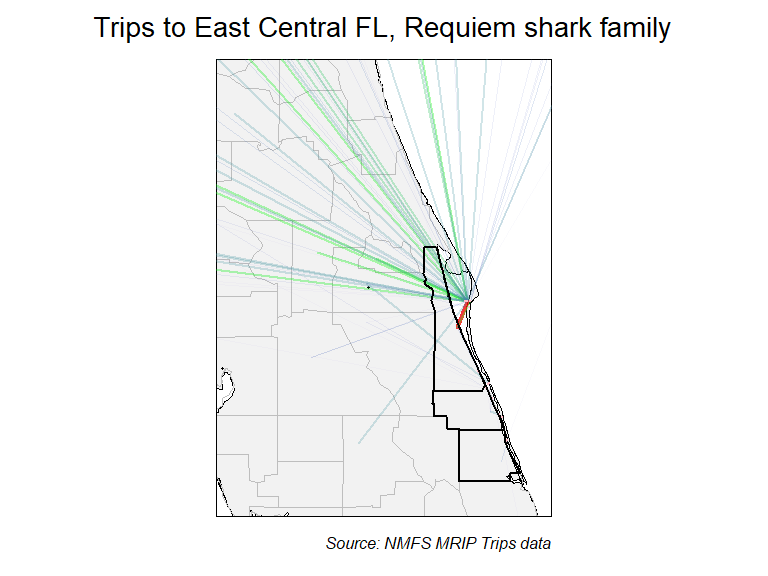 Trips to East Central FL, Requiem shark family
Source: NMFS MRIP Trips data